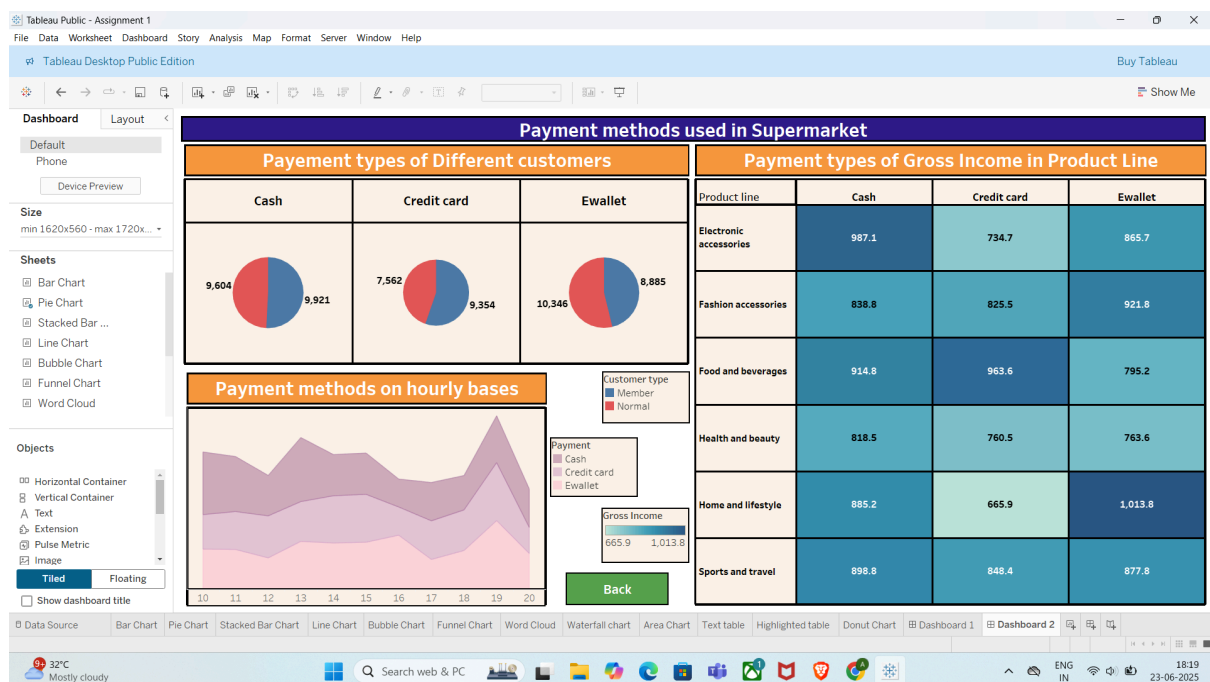 Tableau Public - Assignment 1
File Data Worksheet Dashboard Story Analysis Map Format Server Window Help
Tableau Desktop Public Edition
Buy Tableau
Show Me
Dashboard Layout
Default
Phone
Device Preview
Size
min 1620x560 - max 1720x...
Sheets
Bar Chart
Pie Chart
Stacked Bar ...
Line Chart
Bubble Chart
Funnel Chart
Word Cloud
Objects
Horizontal Container
Vertical Container
Text
Extension
Pulse Metric
Image
Tiled Floating
Show dashboard title
Payment methods used in Supermarket
Payement types of Different customers
Cash Credit card Ewallet
9,604 9,921
7,562 9,354
10,346 8,885
Payment methods on hourly bases
10 11 12 13 14 15 16 17 18 19 20
Customer type
Member
Normal
Payment
Cash
Credit card
Ewallet
Gross Income
665.9 1,013.8
Back
Payment types of Gross Income in Product Line
Product line Cash Credit card Ewallet
Electronic
accessories
987.1 734.7 865.7
Fashion accessories 838.8 825.5 921.8
Food and beverages 914.8 963.6 795.2
Health and beauty 818.5 760.5 763.6
Home and lifestyle 885.2 665.9 1,013.8
Sports and travel 898.8 848.4 877.8
Data Source Bar Chart Pie Chart Stacked Bar Chart Line Chart Bubble Chart Funnel Chart Word Cloud Waterfall chart Area Chart Text table Highlighted table Donut Chart Dashboard 1 Dashboard 2
9+
32°C
Mostly cloudy
Search web & PC
1
A
ENG
IN
18:19
23-06-2025